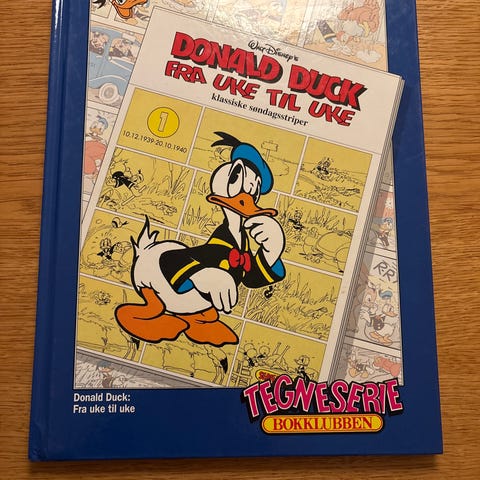 Walt Disney's
DONALD DUCK
FRA UKE TIL UKE
klassiske søndagsstriper
1
10.12.1939-20.10.1940
RR
Donald Duck:
Fra uke til uke
TEGNESERIE
BOKKLUBBEN